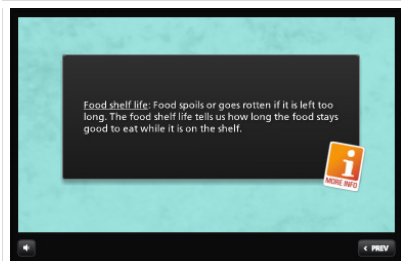 Food shelf life: Food spoils or goes rotten if it is left too
long. The food shelf life tells us how long the food stays
good to eat while it is on the shelf.
i
MORE INFO
< PREV